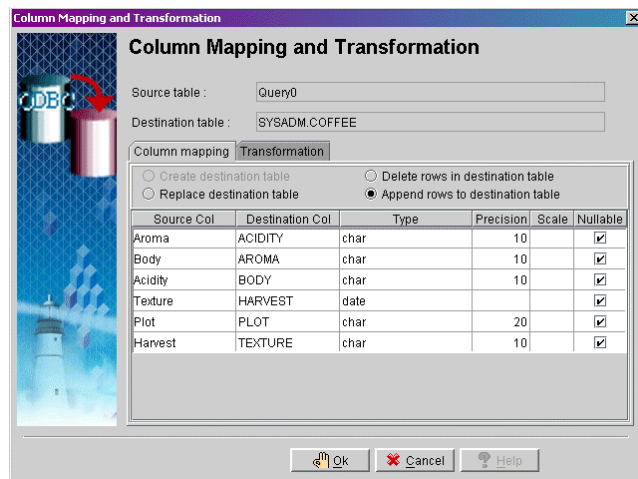 Column Mapping and Transformation
Column Mapping and Transformation
ODBC
Source table :
Query0
Destination table :
SYSADM.COFFEE
Column mapping Transformation
Create destination table
Delete rows in destination table
Replace destination table
Append rows to destination table
Source Col Destination Col Type Precision Scale Nullable
Aroma ACIDITY char 10
Body AROMA char 10
Acidity BODY char 10
Texture HARVEST date
Plot PLOT char 20
Harvest TEXTURE char 10
Ok Cancel ? Help